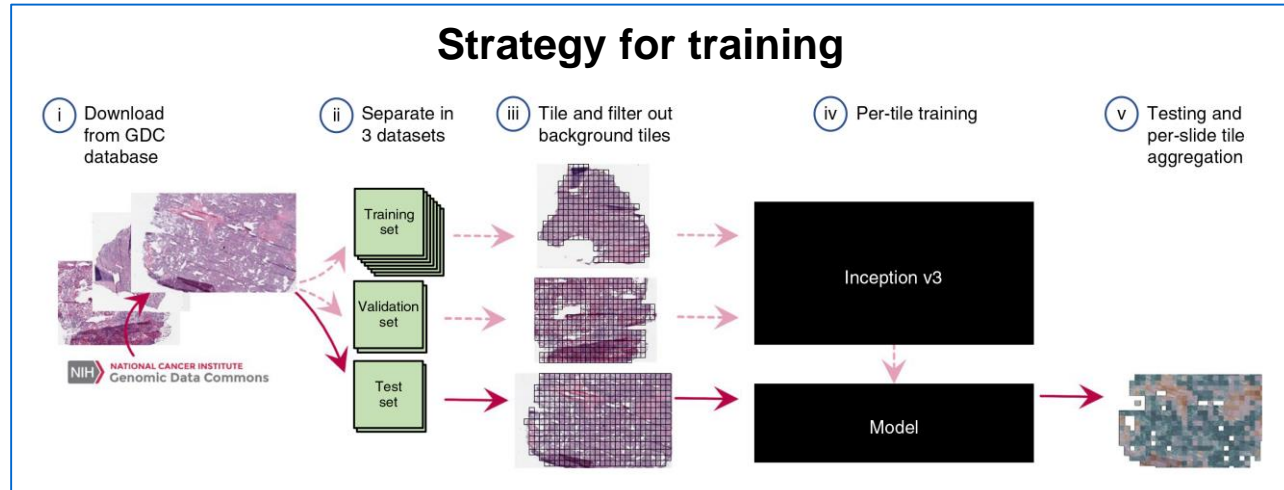 Strategy for training
i Download
from GDC
database
ii Separate in
3 datasets
iii Tile and filter out
background tiles
iv Per-tile training
v Testing and
per-slide tile
aggregation
Training
set
Validation
set
Test
set
Inception v3
Model
NIH NATIONAL CANCER INSTITUTE
Genomic Data Commons